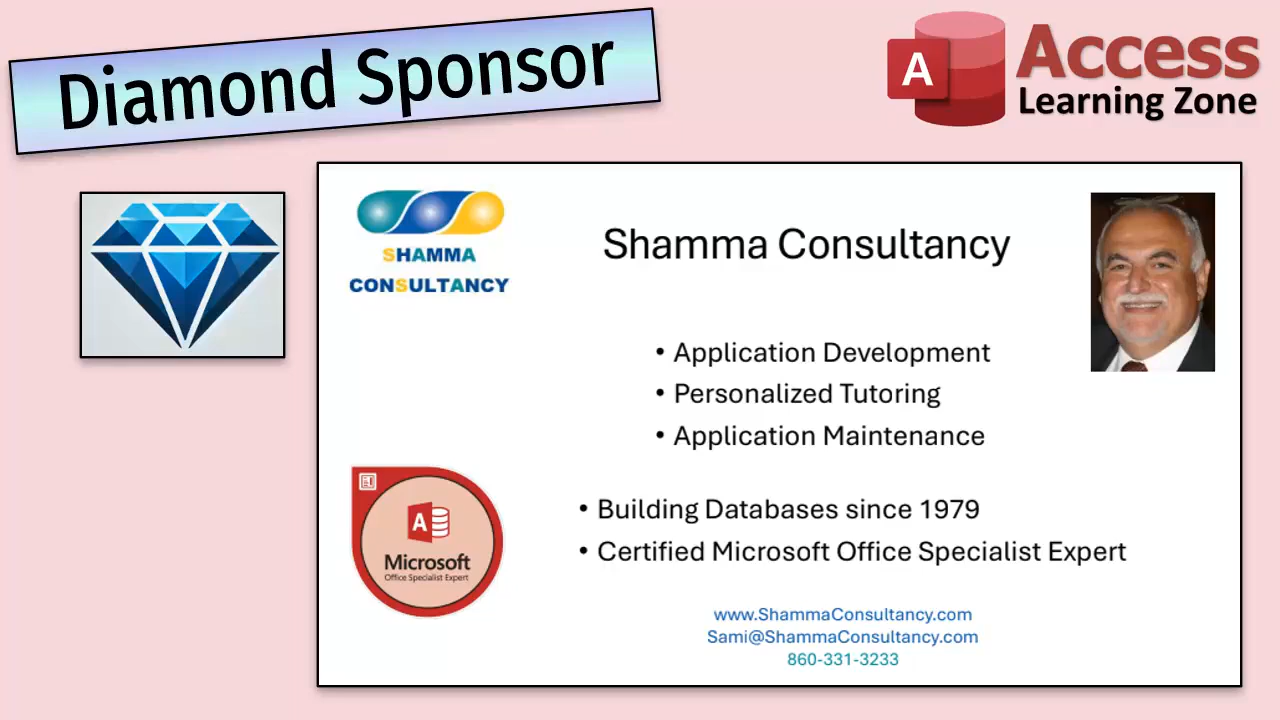 Diamond Sponsor
A
Access
Learning Zone
SHAMMA
CONSULTANCY
Shamma Consultancy
• Application Development
• Personalized Tutoring
• Application Maintenance
A
Microsoft
Office Specialist Expert
• Building Databases since 1979
• Certified Microsoft Office Specialist Expert
www.ShammaConsultancy.com
Sami@ShammaConsultancy.com
860-331-3233